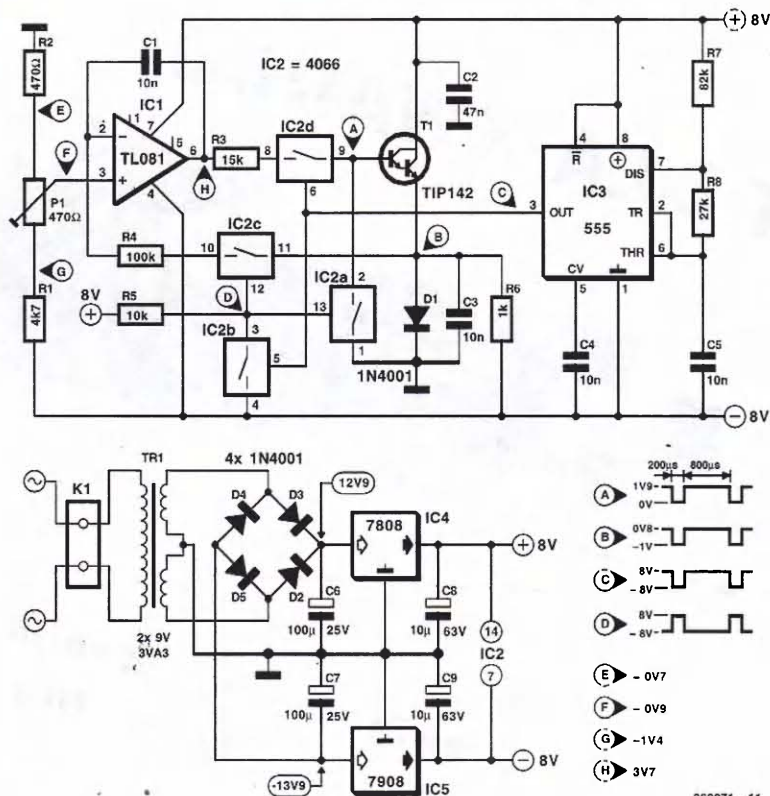 + 8V
R2
470Ω
C1
10n
IC2 = 4066
C2
47n
R7
82k
E
IC1
1
7
2
5
6
3
4
TL081
F
H
R3
15k
IC2d
8
9
6
A
T1
TIP142
C
4
8
R
DIS
7
IC3
555
3
OUT
TR
2
THR
6
CV
5
1
R8
27k
P1
470Ω
G
R4
100k
IC2c
10
11
12
B
R1
4k7
8V
R5
10k
D
13
IC2a
2
1
D1
1N4001
C3
10n
R6
1k
IC2b
3
5
4
C4
10n
C5
10n
8V
TR1
4x 1N4001
K1
D4
D3
D5
D2
12V9
7808
IC4
8V
2x 9V
3VA3
C6
100µ
25V
C8
10µ
63V
14
IC2
7
C7
100µ
25V
C9
10µ
63V
-13V9
7908
IC5
8V
200µs 800µs
A 1V9 0V
B 0V8 -1V
C 8V - 8V
D 8V - 8V
E - 0V7
F - 0V9
G -1V4
H 3V7